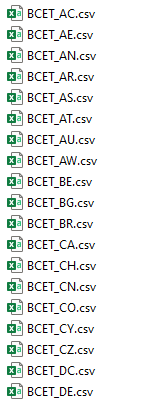 BCET_AC.csv
BCET_AE.csv
BCET_AN.csv
BCET_AR.csv
BCET_AS.csv
BCET_AT.csv
BCET_AU.csv
BCET_AW.csv
BCET_BE.csv
BCET_BG.csv
BCET_BR.csv
BCET_CA.csv
BCET_CH.csv
BCET_CN.csv
BCET_CO.csv
BCET_CY.csv
BCET_CZ.csv
BCET_DC.csv
BCET_DE.csv